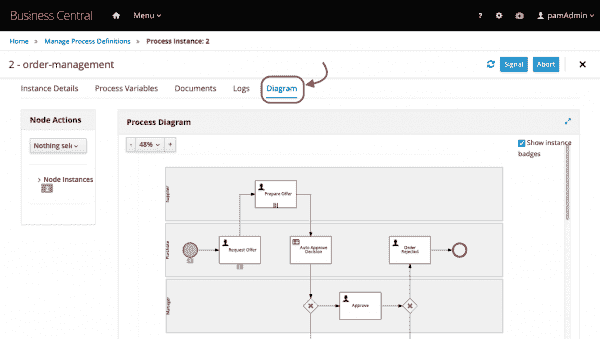 Business Central
Menu
?
pamAdmin
Home » Manage Process Definitions » Process Instance: 2
2 - order-management
Signal
Abort
×
Instance Details
Process Variables
Documents
Logs
Diagram
Node Actions
Nothing sele
> Node Instances
Process Diagram
- 48% +
Show instance
badges
Supplier
Prepare Offer
Purchase
Request Offer
Auto Approve
Decision
Order
Rejected
Manager
Approve